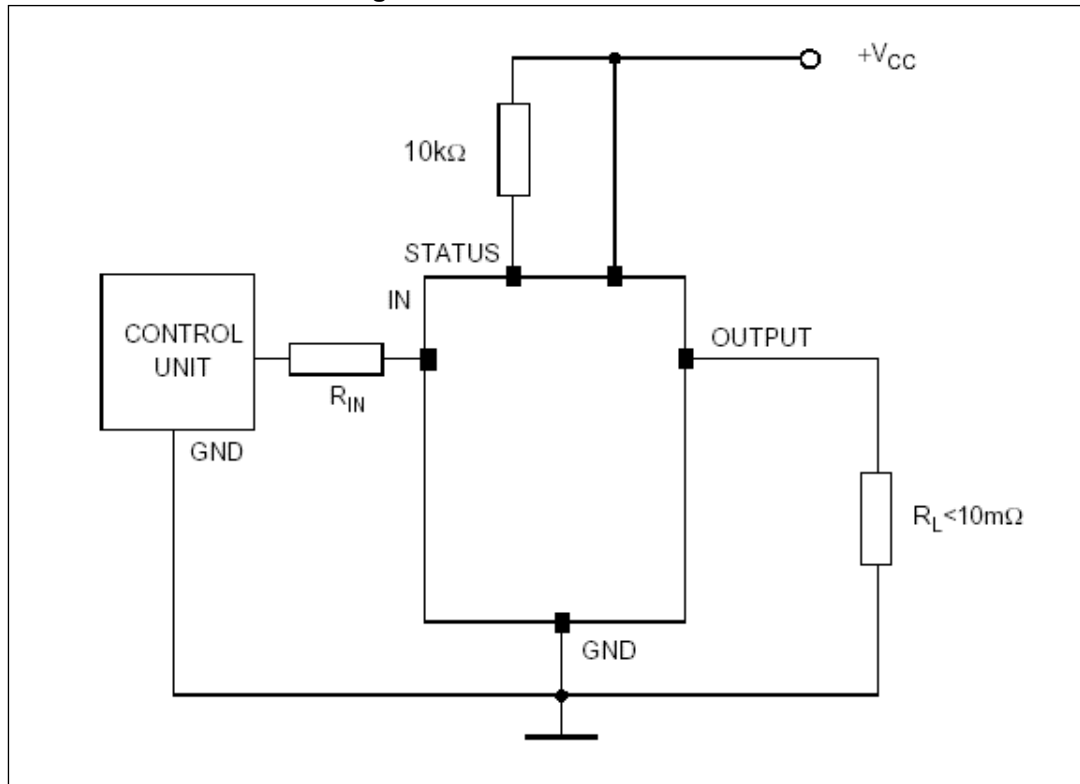 +VCC
10kΩ
STATUS
IN
CONTROL
UNIT
OUTPUT
RIN
GND
RL<10mΩ
GND